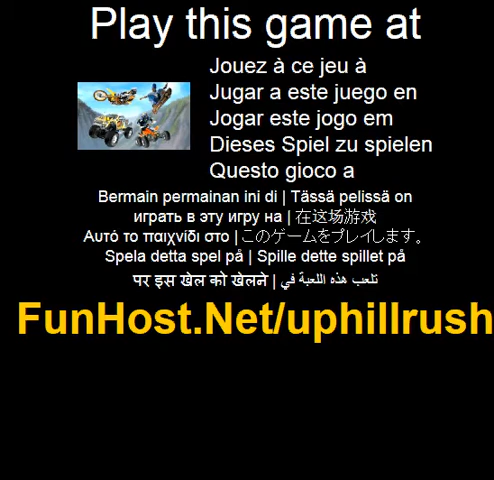 Play this game at
Jouez à ce jeu à
Jugar a este juego en
Jogar este jogo em
Dieses Spiel zu spielen
Questo gioco a
Bermain permainan ini di | Tässä pelissä on
играть в эту игру на | 在这场游戏
Αυτό το παιχνίδι στο | このゲームをプレイします。
Spela detta spel på | Spille dette spillet på
पर इस खेल को खेलने | تلعب هذه اللعبة في
FunHost.Net/uphillrush